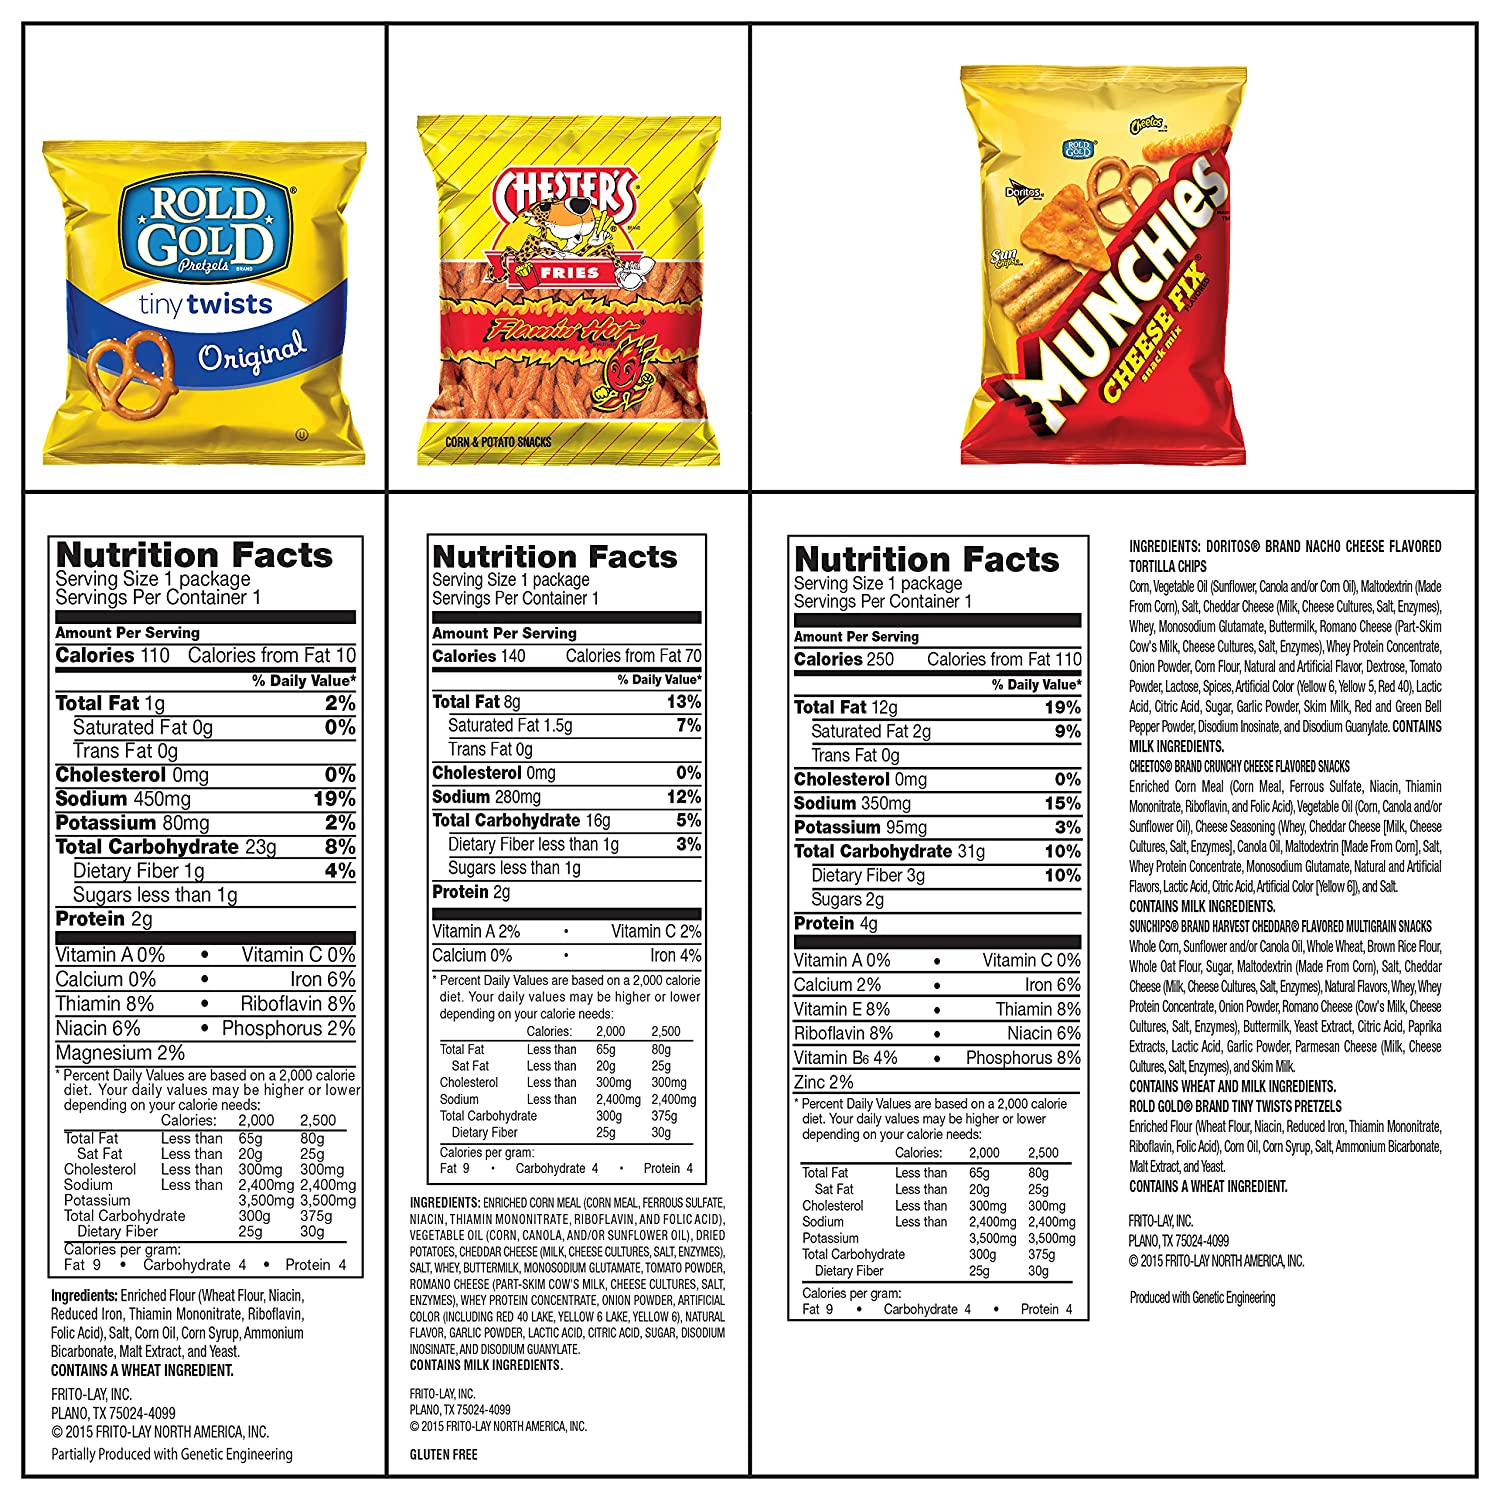 ROLD
GOLD
Pretzels BRAND
®
tiny twists
Original
U
CHESTER'S
®
BRAND
FRIES
Flamin' Hot
CORN & POTATO SNACKS
Cheetos
ROLD
GOLD
Doritos
Sun
Chips
MUNCHIES
CHEESE FIX
FLAVORED
snack mix
Nutrition Facts
Serving Size 1 package
Servings Per Container 1
Amount Per Serving
Calories 110 Calories from Fat 10
% Daily Value*
Total Fat 1g 2%
Saturated Fat 0g 0%
Trans Fat 0g
Cholesterol 0mg 0%
Sodium 450mg 19%
Potassium 80mg 2%
Total Carbohydrate 23g 8%
Dietary Fiber 1g 4%
Sugars less than 1g
Protein 2g
Vitamin A 0% • Vitamin C 0%
Calcium 0% • Iron 6%
Thiamin 8% • Riboflavin 8%
Niacin 6% • Phosphorus 2%
Magnesium 2%
* Percent Daily Values are based on a 2,000 calorie
diet. Your daily values may be higher or lower
depending on your calorie needs:
Calories: 2,000 2,500
Total Fat Less than 65g 80g
Sat Fat Less than 20g 25g
Cholesterol Less than 300mg 300mg
Sodium Less than 2,400mg 2,400mg
Potassium 3,500mg 3,500mg
Total Carbohydrate 300g 375g
Dietary Fiber 25g 30g
Calories per gram:
Fat 9 • Carbohydrate 4 • Protein 4
Ingredients: Enriched Flour (Wheat Flour, Niacin,
Reduced Iron, Thiamin Mononitrate, Riboflavin,
Folic Acid), Salt, Corn Oil, Corn Syrup, Ammonium
Bicarbonate, Malt Extract, and Yeast.
CONTAINS A WHEAT INGREDIENT.
FRITO-LAY, INC.
PLANO, TX 75024-4099
© 2015 FRITO-LAY NORTH AMERICA, INC.
Partially Produced with Genetic Engineering
Nutrition Facts
Serving Size 1 package
Servings Per Container 1
Amount Per Serving
Calories 140 Calories from Fat 70
% Daily Value*
Total Fat 8g 13%
Saturated Fat 1.5g 7%
Trans Fat 0g
Cholesterol 0mg 0%
Sodium 280mg 12%
Total Carbohydrate 16g 5%
Dietary Fiber less than 1g 3%
Sugars less than 1g
Protein 2g
Vitamin A 2% • Vitamin C 2%
Calcium 0% • Iron 4%
* Percent Daily Values are based on a 2,000 calorie
diet. Your daily values may be higher or lower
depending on your calorie needs:
Calories: 2,000 2,500
Total Fat Less than 65g 80g
Sat Fat Less than 20g 25g
Cholesterol Less than 300mg 300mg
Sodium Less than 2,400mg 2,400mg
Total Carbohydrate 300g 375g
Dietary Fiber 25g 30g
Calories per gram:
Fat 9 • Carbohydrate 4 • Protein 4
INGREDIENTS: ENRICHED CORN MEAL (CORN MEAL, FERROUS SULFATE,
NIACIN, THIAMIN MONONITRATE, RIBOFLAVIN, AND FOLIC ACID),
VEGETABLE OIL (CORN, CANOLA, AND/OR SUNFLOWER OIL), DRIED
POTATOES, CHEDDAR CHEESE (MILK, CHEESE CULTURES, SALT, ENZYMES),
SALT, WHEY, BUTTERMILK, MONOSODIUM GLUTAMATE, TOMATO POWDER,
ROMANO CHEESE (PART-SKIM COW'S MILK, CHEESE CULTURES, SALT,
ENZYMES), WHEY PROTEIN CONCENTRATE, ONION POWDER, ARTIFICIAL
COLOR (INCLUDING RED 40 LAKE, YELLOW 6 LAKE, YELLOW 6), NATURAL
FLAVOR, GARLIC POWDER, LACTIC ACID, CITRIC ACID, SUGAR, DISODIUM
INOSINATE, AND DISODIUM GUANYLATE.
CONTAINS MILK INGREDIENTS.
FRITO-LAY, INC.
PLANO, TX 75024-4099
© 2015 FRITO-LAY NORTH AMERICA, INC.
GLUTEN FREE
Nutrition Facts
Serving Size 1 package
Servings Per Container 1
Amount Per Serving
Calories 250 Calories from Fat 110
% Daily Value*
Total Fat 12g 19%
Saturated Fat 2g 9%
Trans Fat 0g
Cholesterol 0mg 0%
Sodium 350mg 15%
Potassium 95mg 3%
Total Carbohydrate 31g 10%
Dietary Fiber 3g 10%
Sugars 2g
Protein 4g
Vitamin A 0% • Vitamin C 0%
Calcium 2% • Iron 6%
Vitamin E 8% • Thiamin 8%
Riboflavin 8% • Niacin 6%
Vitamin B6 4% • Phosphorus 8%
Zinc 2%
* Percent Daily Values are based on a 2,000 calorie
diet. Your daily values may be higher or lower
depending on your calorie needs:
Calories: 2,000 2,500
Total Fat Less than 65g 80g
Sat Fat Less than 20g 25g
Cholesterol Less than 300mg 300mg
Sodium Less than 2,400mg 2,400mg
Potassium 3,500mg 3,500mg
Total Carbohydrate 300g 375g
Dietary Fiber 25g 30g
Calories per gram:
Fat 9 • Carbohydrate 4 • Protein 4
INGREDIENTS: DORITOS® BRAND NACHO CHEESE FLAVORED
TORTILLA CHIPS
Corn, Vegetable Oil (Sunflower, Canola and/or Corn Oil), Maltodextrin (Made
From Corn), Salt, Cheddar Cheese (Milk, Cheese Cultures, Salt, Enzymes),
Whey, Monosodium Glutamate, Buttermilk, Romano Cheese (Part-Skim
Cow's Milk, Cheese Cultures, Salt, Enzymes), Whey Protein Concentrate,
Onion Powder, Corn Flour, Natural and Artificial Flavor, Dextrose, Tomato
Powder, Lactose, Spices, Artificial Color (Yellow 6, Yellow 5, Red 40), Lactic
Acid, Citric Acid, Sugar, Garlic Powder, Skim Milk, Red and Green Bell
Pepper Powder, Disodium Inosinate, and Disodium Guanylate. CONTAINS
MILK INGREDIENTS.
CHEETOS® BRAND CRUNCHY CHEESE FLAVORED SNACKS
Enriched Corn Meal (Corn Meal, Ferrous Sulfate, Niacin, Thiamin
Mononitrate, Riboflavin, and Folic Acid), Vegetable Oil (Corn, Canola and/or
Sunflower Oil), Cheese Seasoning (Whey, Cheddar Cheese [Milk, Cheese
Cultures, Salt, Enzymes], Canola Oil, Maltodextrin [Made From Corn], Salt,
Whey Protein Concentrate, Monosodium Glutamate, Natural and Artificial
Flavors, Lactic Acid, Citric Acid, Artificial Color [Yellow 6]), and Salt.
CONTAINS MILK INGREDIENTS.
SUNCHIPS® BRAND HARVEST CHEDDAR® FLAVORED MULTIGRAIN SNACKS
Whole Corn, Sunflower and/or Canola Oil, Whole Wheat, Brown Rice Flour,
Whole Oat Flour, Sugar, Maltodextrin (Made From Corn), Salt, Cheddar
Cheese (Milk, Cheese Cultures, Salt, Enzymes), Natural Flavors, Whey, Whey
Protein Concentrate, Onion Powder, Romano Cheese (Cow's Milk, Cheese
Cultures, Salt, Enzymes), Buttermilk, Yeast Extract, Citric Acid, Paprika
Extracts, Lactic Acid, Garlic Powder, Parmesan Cheese (Milk, Cheese
Cultures, Salt, Enzymes), and Skim Milk.
CONTAINS WHEAT AND MILK INGREDIENTS.
ROLD GOLD® BRAND TINY TWISTS PRETZELS
Enriched Flour (Wheat Flour, Niacin, Reduced Iron, Thiamin Mononitrate,
Riboflavin, Folic Acid), Corn Oil, Corn Syrup, Salt, Ammonium Bicarbonate,
Malt Extract, and Yeast.
CONTAINS A WHEAT INGREDIENT.
FRITO-LAY, INC.
PLANO, TX 75024-4099
© 2015 FRITO-LAY NORTH AMERICA, INC.
Produced with Genetic Engineering